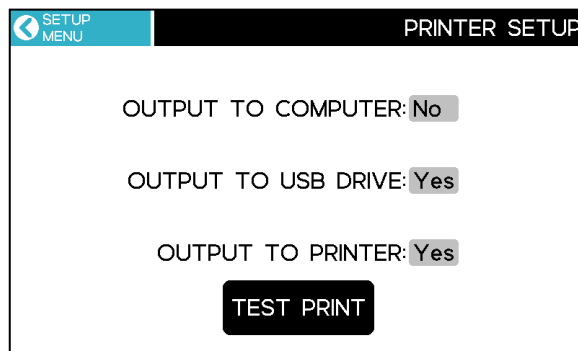 SETUP
MENU
PRINTER SETUP
OUTPUT TO COMPUTER: No
OUTPUT TO USB DRIVE: Yes
OUTPUT TO PRINTER: Yes
TEST PRINT